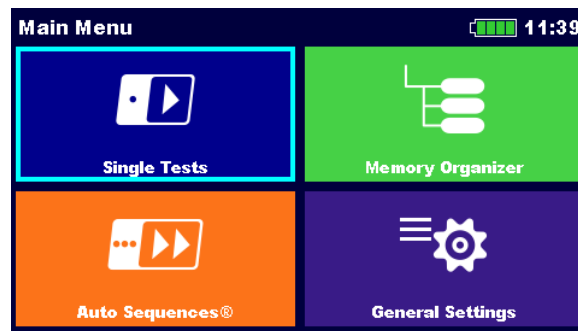 Main Menu 11:39
Single Tests Memory Organizer
Auto Sequences® General Settings